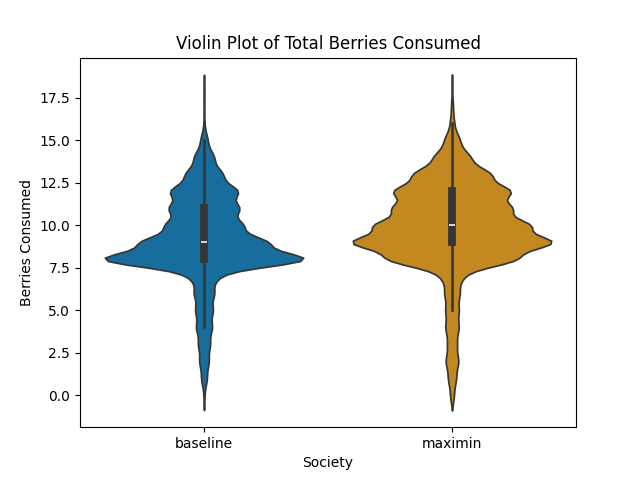 Violin Plot of Total Berries Consumed
17.5
15.0
12.5
10.0
7.5
5.0
2.5
0.0
Berries Consumed
baseline
maximin
Society